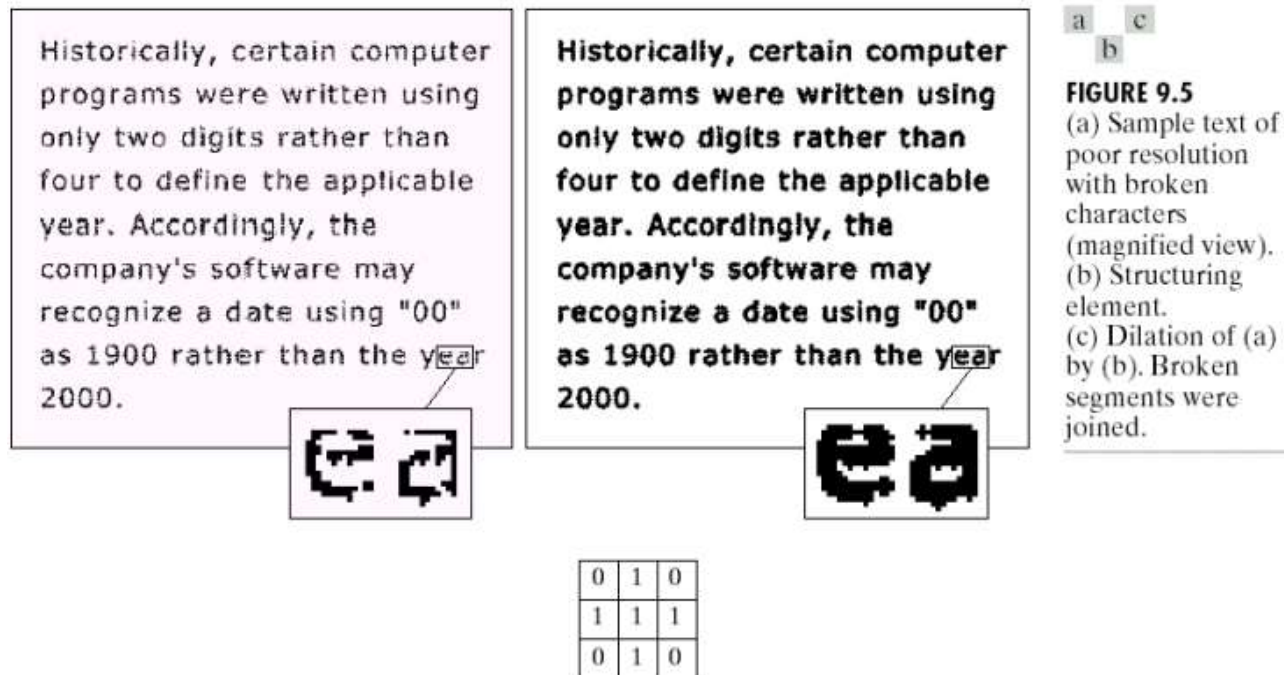 Historically, certain computer
programs were written using
only two digits rather than
four to define the applicable
year. Accordingly, the
company's software may
recognize a date using "00"
as 1900 rather than the year
2000.
e a
Historically, certain computer
programs were written using
only two digits rather than
four to define the applicable
year. Accordingly, the
company's software may
recognize a date using "00"
as 1900 rather than the year
2000.
e a
a c
b
FIGURE 9.5
(a) Sample text of
poor resolution
with broken
characters
(magnified view).
(b) Structuring
element.
(c) Dilation of (a)
by (b). Broken
segments were
joined.
0 1 0
1 1 1
0 1 0